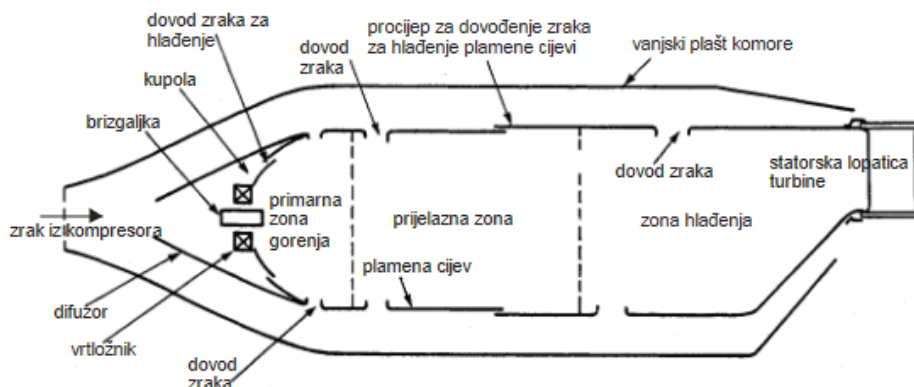 dovod zraka za
hlađenje
kupola
brizgaljka
dovod
zraka
procijep za dovođenje zraka
za hlađenje plamene cijevi
vanjski plašt komore
zrak iz kompresora
primarna
zona
gorenja
prijelazna zona
dovod zraka
zona hlađenja
statorska lopatica
turbine
plamena cijev
difuzor
vrtložnik
dovod
zraka